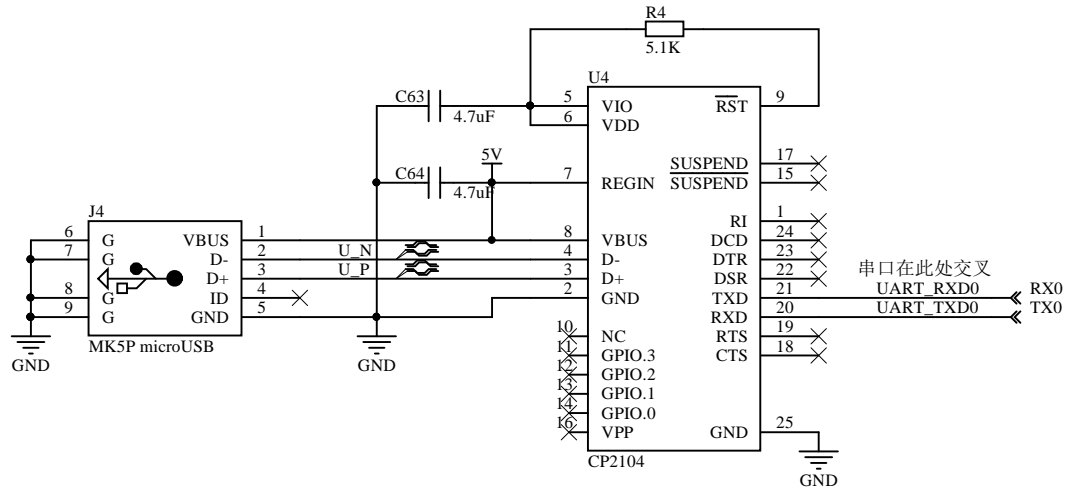 R4
5.1K
U4
C63
4.7uF
5 VIO
6 VDD
RST 9
C64
4.7uF
5V
7 REGIN
SUSPEND 17
SUSPEND 15
J4
6 G
7 G
8 G
9 G
VBUS 1
D- 2
D+ 3
ID 4
GND 5
U_N
U_P
8 VBUS
4 D-
3 D+
2 GND
RI 1
DCD 24
DTR 23
DSR 22
串口在此处交叉
TXD 21 UART_RXD0 RX0
RXD 20 UART_TXD0 TX0
RTS 19
CTS 18
10 NC
11 GPIO.3
12 GPIO.2
13 GPIO.1
14 GPIO.0
16 VPP
GND 25
MK5P microUSB
GND
GND
CP2104
GND